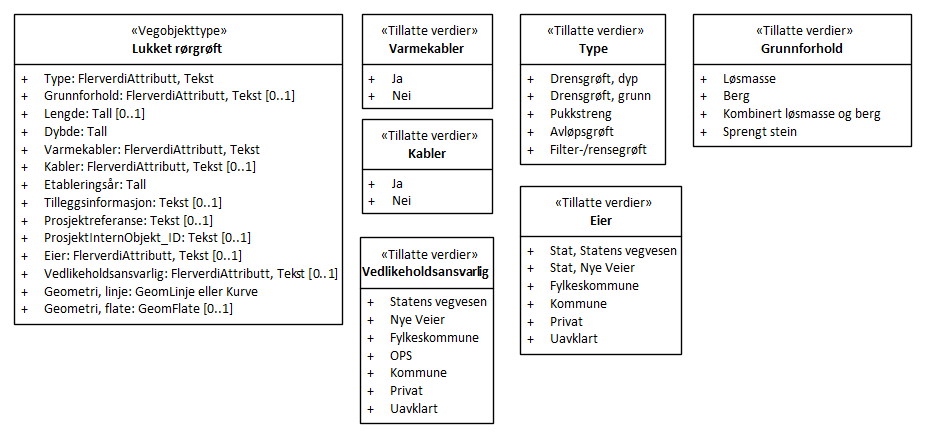 «Vegobjekttype»
Lukket rørgrøft
+ Type: FlerverdiAttributt, Tekst
+ Grunnforhold: FlerverdiAttributt, Tekst [0..1]
+ Lengde: Tall [0..1]
+ Dybde: Tall
+ Varmekabler: FlerverdiAttributt, Tekst
+ Kabler: FlerverdiAttributt, Tekst [0..1]
+ Etableringsår: Tall
+ Tilleggsinformasjon: Tekst [0..1]
+ Prosjektreferanse: Tekst [0..1]
+ ProsjektInternObjekt_ID: Tekst [0..1]
+ Eier: FlerverdiAttributt, Tekst [0..1]
+ Vedlikeholdsansvarlig: FlerverdiAttributt, Tekst [0..1]
+ Geometri, linje: GeomLinje eller Kurve
+ Geometri, flate: GeomFlate [0..1]
«Tillatte verdier»
Varmekabler
+ Ja
+ Nei
«Tillatte verdier»
Kabler
+ Ja
+ Nei
«Tillatte verdier»
Vedlikeholdsansvarlig
+ Statens vegvesen
+ Nye Veier
+ Fylkeskommune
+ OPS
+ Kommune
+ Privat
+ Uavklart
«Tillatte verdier»
Type
+ Drensgrøft, dyp
+ Drensgrøft, grunn
+ Pukkstreng
+ Avløpsgrøft
+ Filter-/rensegrøft
«Tillatte verdier»
Eier
+ Stat, Statens vegvesen
+ Stat, Nye Veier
+ Fylkeskommune
+ Kommune
+ Privat
+ Uavklart
«Tillatte verdier»
Grunnforhold
+ Løsmasse
+ Berg
+ Kombinert løsmasse og berg
+ Sprengt stein